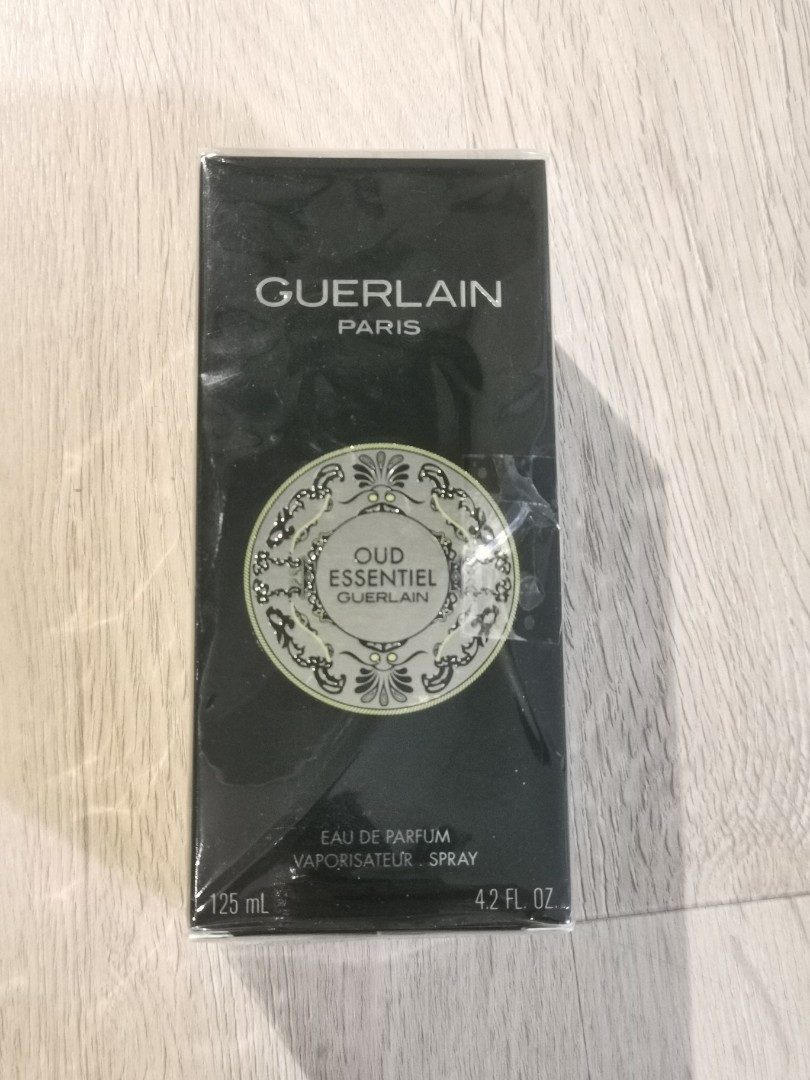 GUERLAIN
PARIS
OUD
ESSENTIEL
GUERLAIN
EAU DE PARFUM
VAPORISATEUR . SPRAY
125 mL 4.2 FL. OZ.